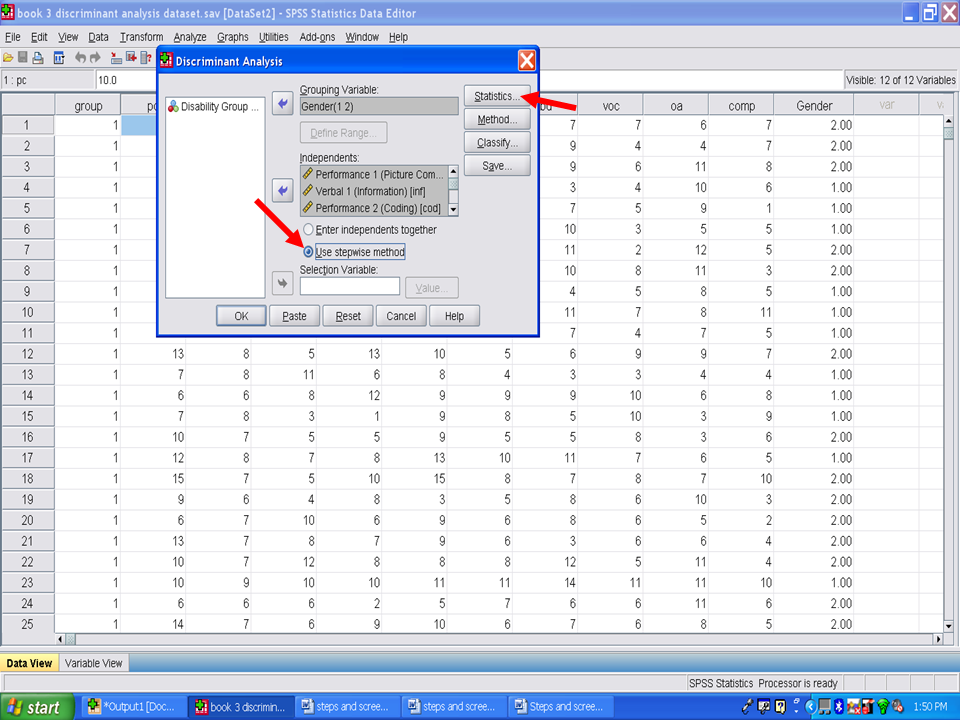 book 3 discriminant analysis dataset.sav [DataSet2] - SPSS Statistics Data Editor
File Edit View Data Transform Analyze Graphs Utilities Add-ons Window Help
1 : pc 10.0 Visible: 12 of 12 Variables
Discriminant Analysis
Disability Group ...
Grouping Variable:
Gender(1 2)
Define Range...
Independents:
Performance 1 (Picture Com...
Verbal 1 (Information) [inf]
Performance 2 (Coding) [cod]
Enter independents together
Use stepwise method
Selection Variable:
Value...
Statistics...
Method...
Classify...
Save...
OK Paste Reset Cancel Help
group voc oa comp Gender var
1 1 7 7 6 7 2.00
2 1 9 4 4 7 2.00
3 1 9 6 11 8 2.00
4 1 3 4 10 6 1.00
5 1 7 5 9 1 1.00
6 1 10 3 5 5 1.00
7 1 11 2 12 5 2.00
8 1 10 8 11 3 2.00
9 1 4 5 8 5 1.00
10 1 11 7 8 11 1.00
11 1 7 4 7 5 1.00
12 1 13 8 5 13 10 5 6 9 9 7 2.00
13 1 7 8 11 6 8 4 3 3 4 4 1.00
14 1 6 6 8 12 9 9 9 10 6 8 1.00
15 1 7 8 3 1 9 8 5 10 3 9 1.00
16 1 10 7 5 5 9 5 5 8 3 6 2.00
17 1 12 8 7 8 13 10 11 7 6 5 1.00
18 1 15 7 5 10 15 8 7 8 7 10 2.00
19 1 9 6 4 8 3 5 8 6 10 3 2.00
20 1 6 7 10 6 9 6 8 6 5 2 2.00
21 1 13 7 8 7 9 6 3 6 6 4 2.00
22 1 10 7 12 8 8 8 12 5 11 4 2.00
23 1 10 9 10 10 11 11 14 11 11 10 1.00
24 1 6 6 6 2 5 7 6 6 11 6 2.00
25 1 14 7 6 9 10 6 7 6 8 5 2.00
Data View Variable View
SPSS Statistics Processor is ready
start *Output1 [Doc... book 3 discrimin... steps and scree... steps and scree... Steps and scree... 1:50 PM